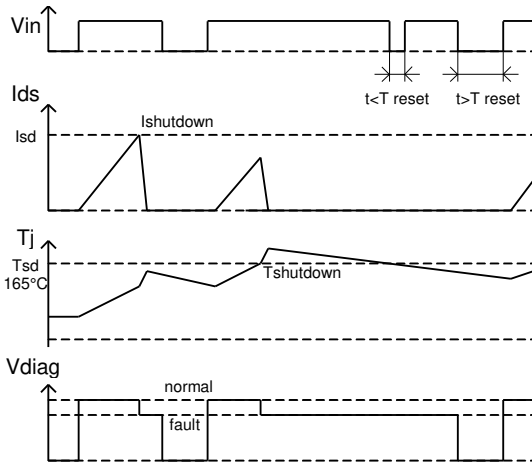 Vin
t<T reset
t>T reset
Ids
Ishutdown
Isd
Tj
Tsd
165°C
Tshutdown
Vdiag
normal
fault